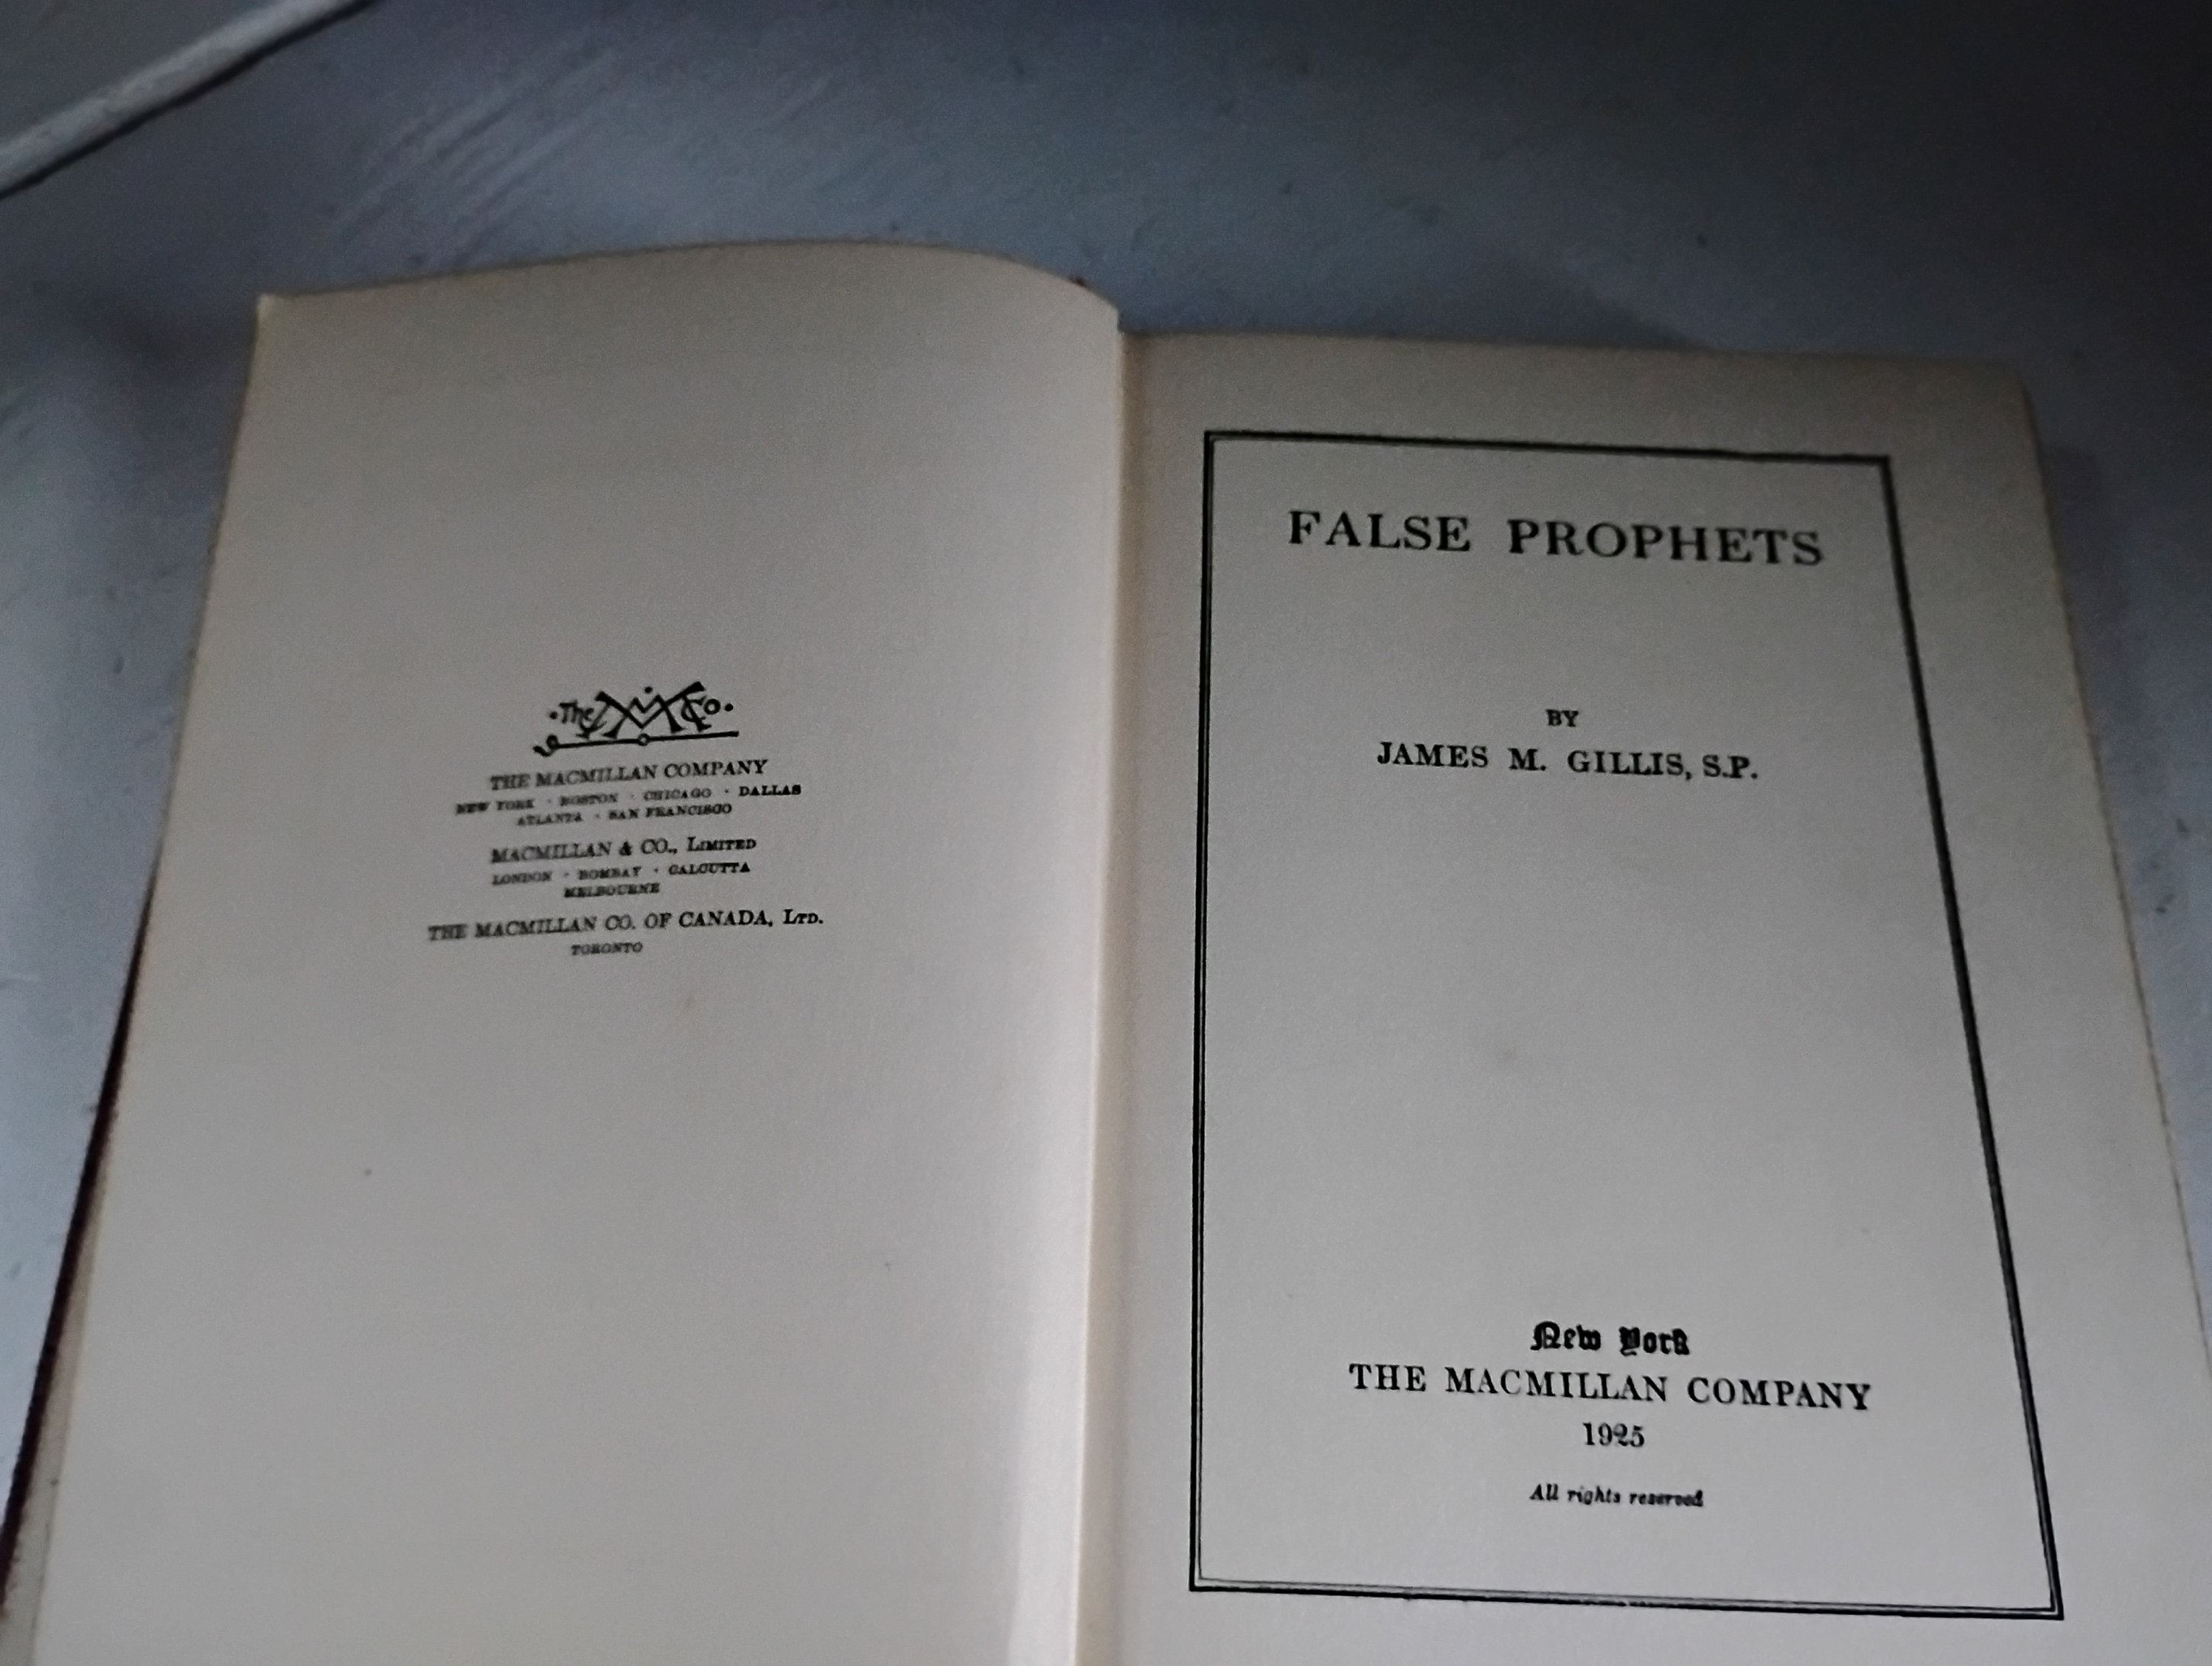 The M Co.
THE MACMILLAN COMPANY
NEW YORK · BOSTON · CHICAGO · DALLAS
ATLANTA · SAN FRANCISCO
MACMILLAN & CO., LIMITED
LONDON · BOMBAY · CALCUTTA
MELBOURNE
THE MACMILLAN CO. OF CANADA, LTD.
TORONTO
FALSE PROPHETS
BY
JAMES M. GILLIS, S.P.
New York
THE MACMILLAN COMPANY
1925
All rights reserved